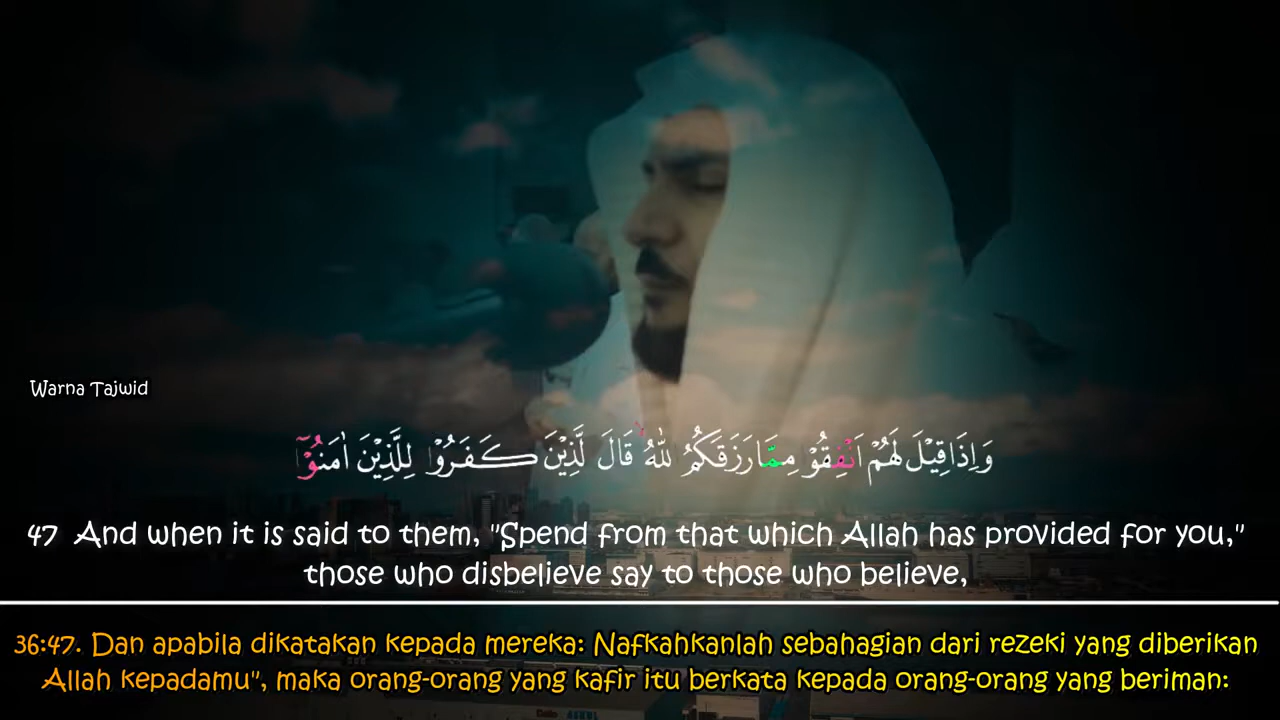 Warna Tajwid
وَاِذَا قِيْلَ لَهُمْ اَنْفِقُوْ مِمَّا رَزَقَكُمُ للّٰهُ ۙ قَالَ لَّذِيْنَ كَفَرُوْا لِلَّذِيْنَ اٰمَنُوْٓا
47 And when it is said to them, "Spend from that which Allah has provided for you,"
those who disbelieve say to those who believe,
36:47. Dan apabila dikatakan kepada mereka: Nafkahkanlah sebahagian dari rezeki yang diberikan
Allah kepadamu", maka orang-orang yang kafir itu berkata kepada orang-orang yang beriman: